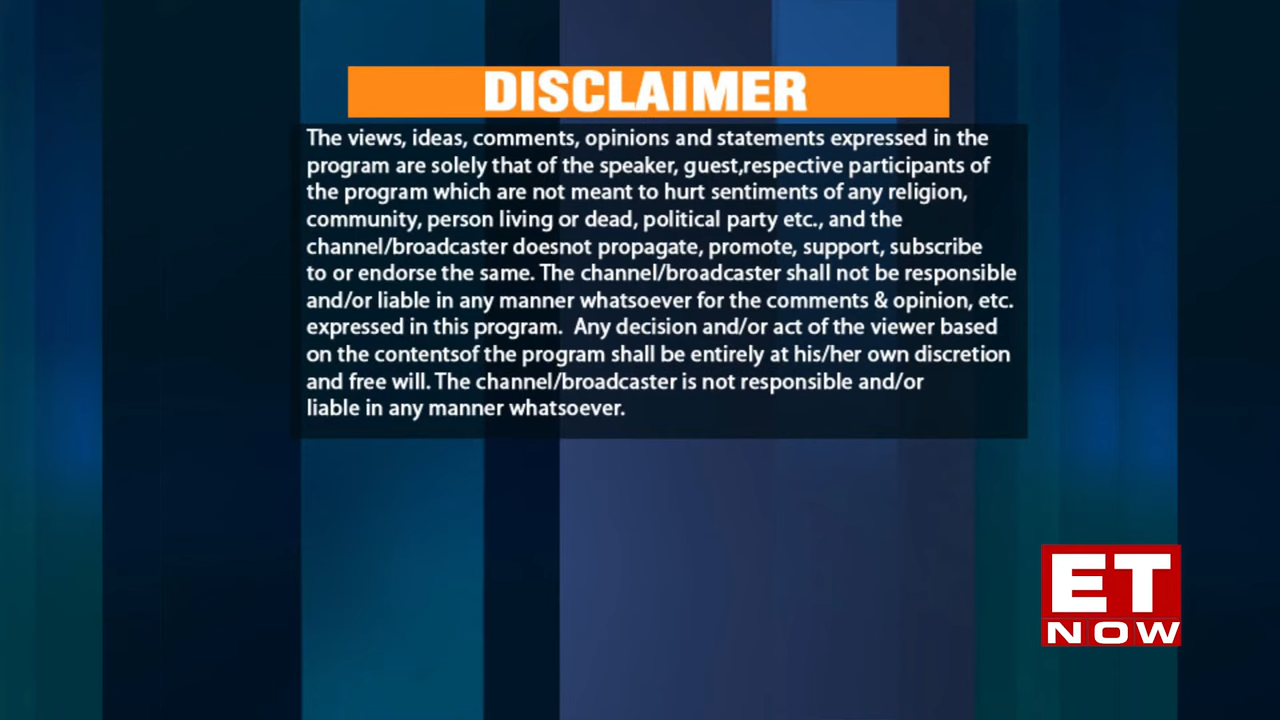 DISCLAIMER
The views, ideas, comments, opinions and statements expressed in the
program are solely that of the speaker, guest,respective participants of
the program which are not meant to hurt sentiments of any religion,
community, person living or dead, political party etc., and the
channel/broadcaster doesnot propagate, promote, support, subscribe
to or endorse the same. The channel/broadcaster shall not be responsible
and/or liable in any manner whatsoever for the comments & opinion, etc.
expressed in this program.  Any decision and/or act of the viewer based
on the contentsof the program shall be entirely at his/her own discretion
and free will. The channel/broadcaster is not responsible and/or
liable in any manner whatsoever.
ET
NOW